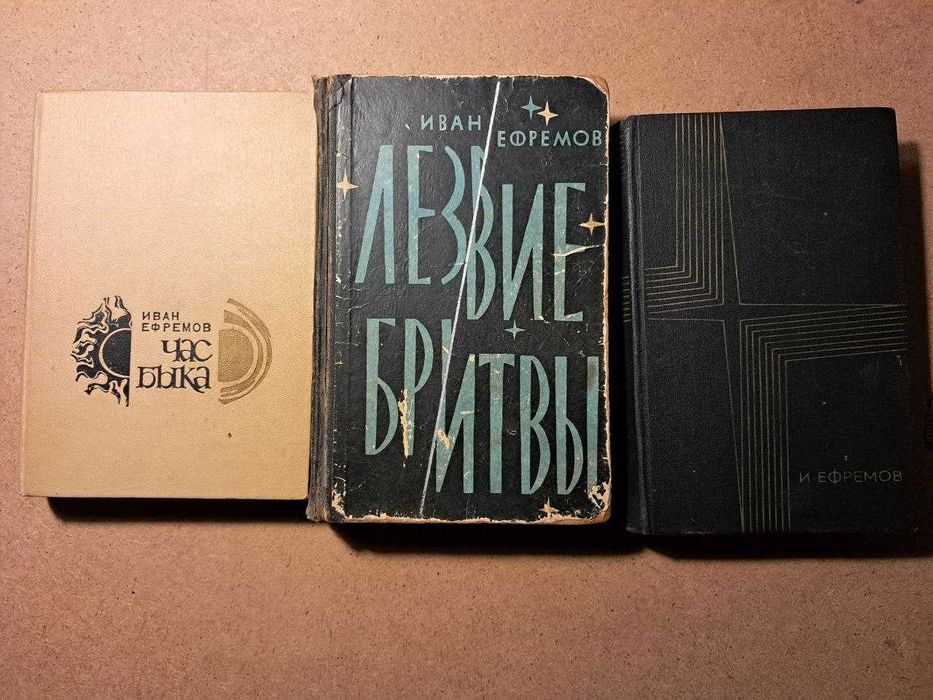 ИВАН
ЕФРЕМОВ
ЧАС
БЫКА
ИВАН
ЕФРЕМОВ
ЛЕЗВИЕ
БРИТВЫ
И. ЕФРЕМОВ